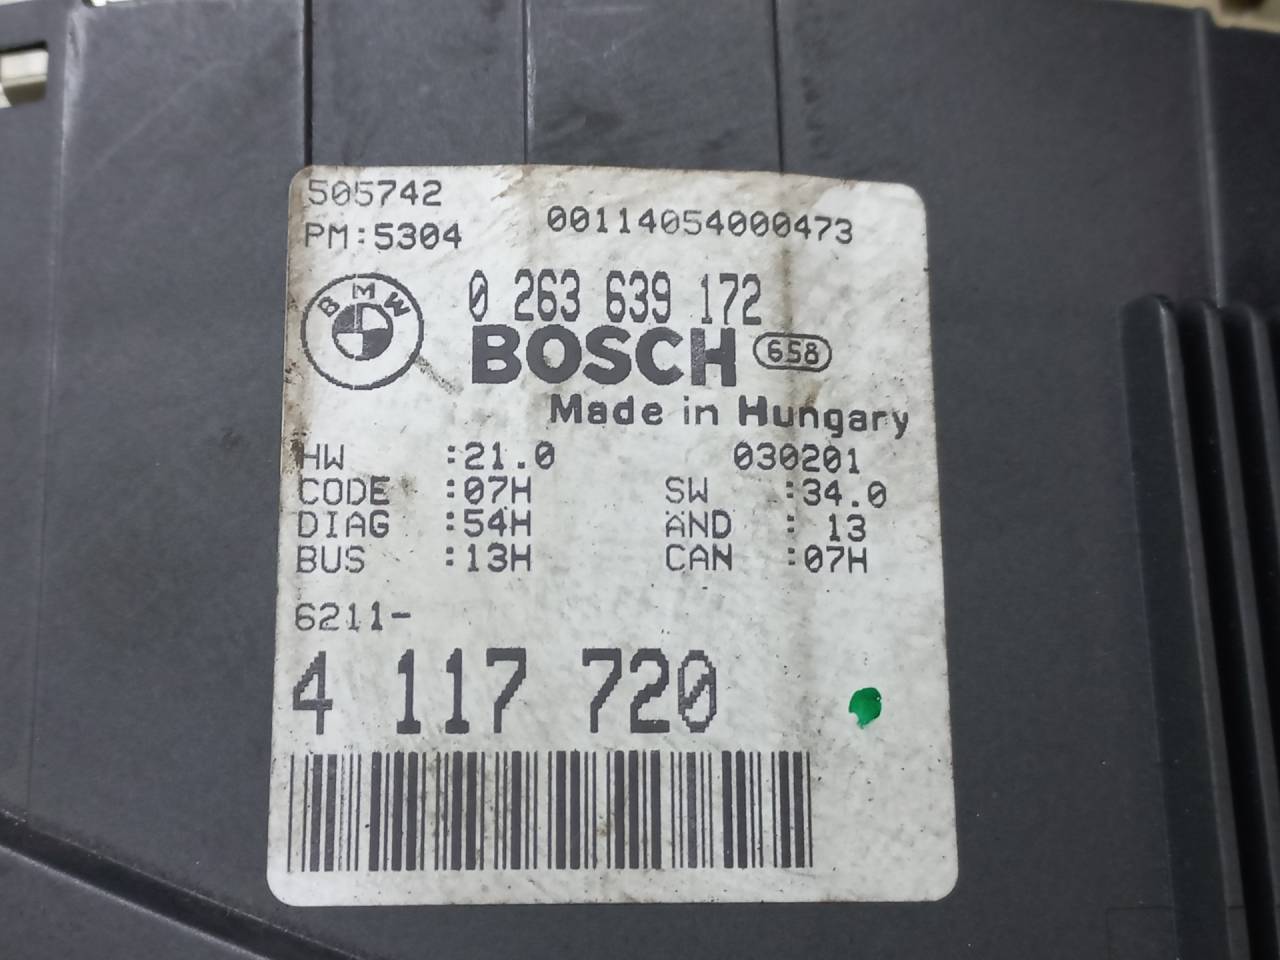 505742
PM:5304
00114054000473
BMW
0 263 639 172
BOSCH 658
Made in Hungary
HW :21.0 030201
CODE :07H SW :34.0
DIAG :54H AND : 13
BUS :13H CAN :07H
6211-
4 117 720